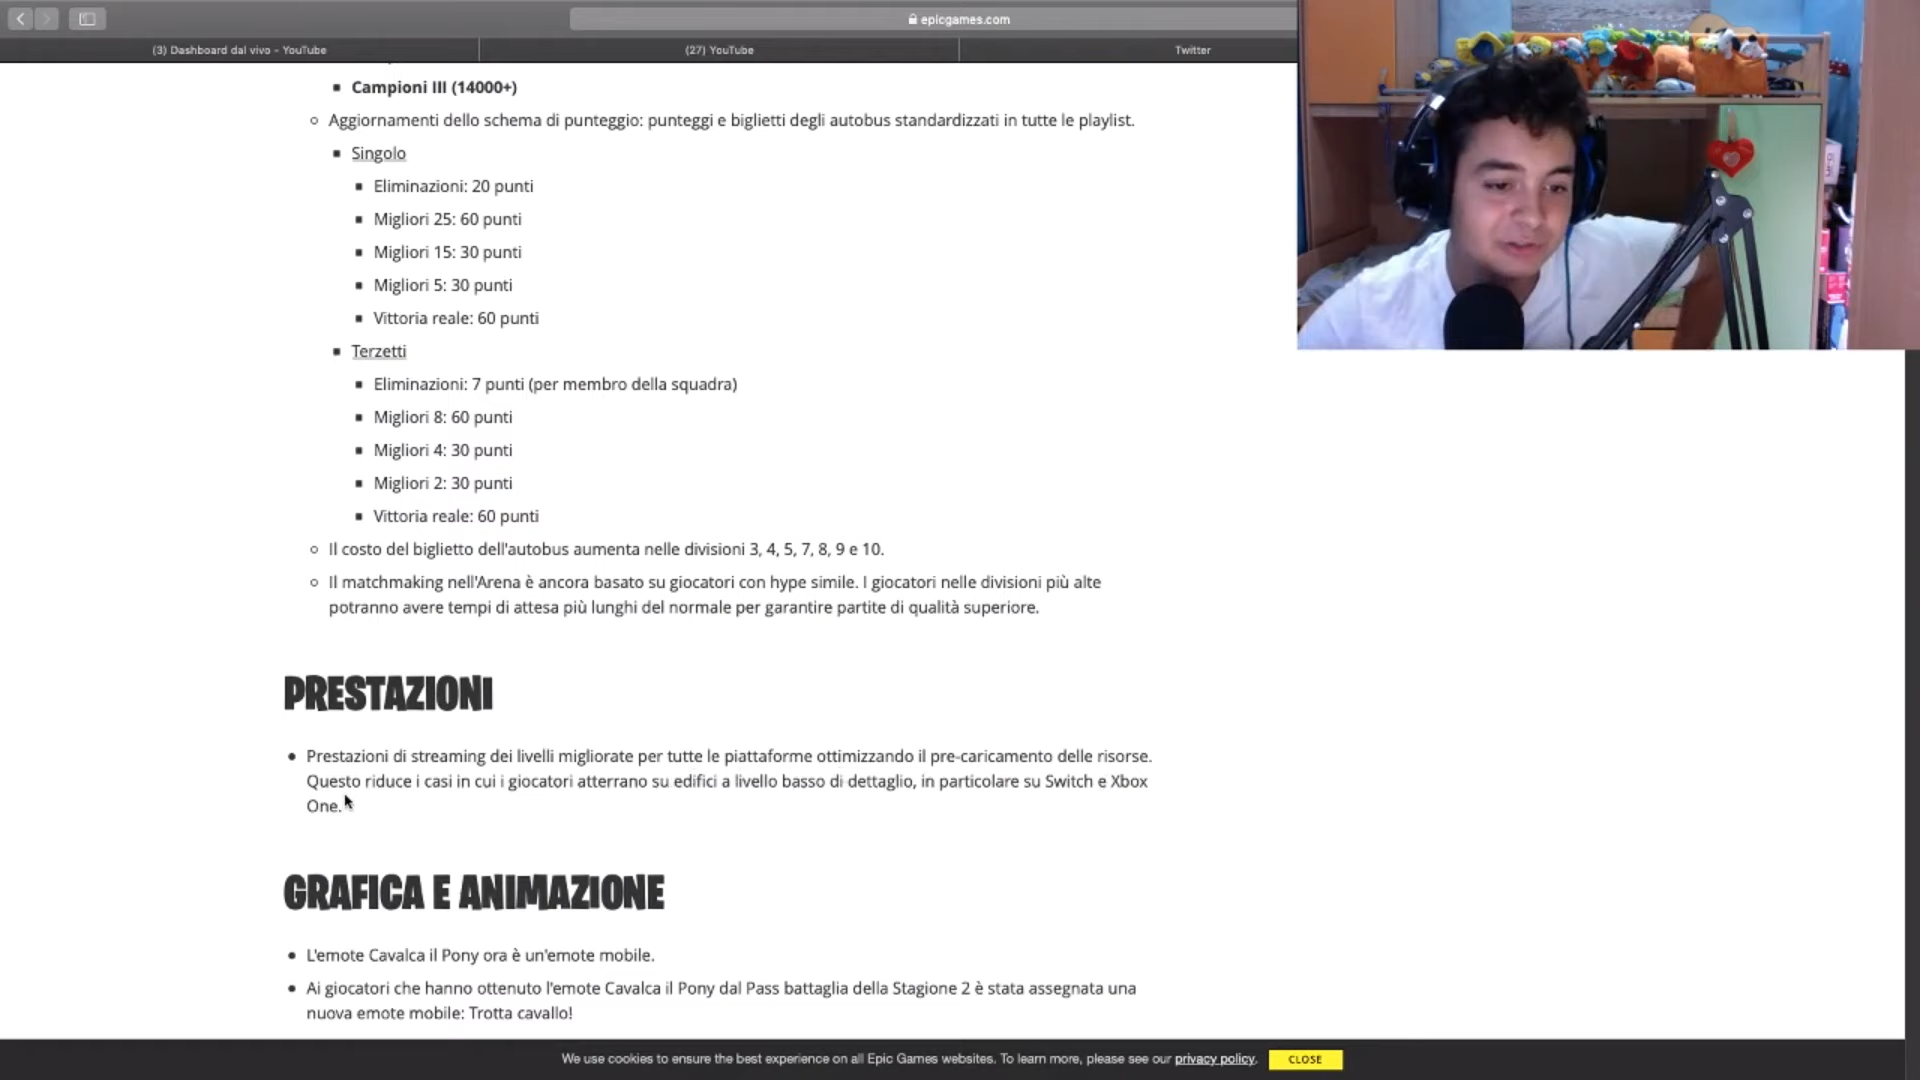 epicgames.com
(3) Dashboard dal vivo - YouTube
(27) YouTube
Twitter
Campioni III (14000+)
Aggiornamenti dello schema di punteggio: punteggi e biglietti degli autobus standardizzati in tutte le playlist.
Singolo
Eliminazioni: 20 punti
Migliori 25: 60 punti
Migliori 15: 30 punti
Migliori 5: 30 punti
Vittoria reale: 60 punti
Terzetti
Eliminazioni: 7 punti (per membro della squadra)
Migliori 8: 60 punti
Migliori 4: 30 punti
Migliori 2: 30 punti
Vittoria reale: 60 punti
Il costo del biglietto dell'autobus aumenta nelle divisioni 3, 4, 5, 7, 8, 9 e 10.
Il matchmaking nell'Arena è ancora basato su giocatori con hype simile. I giocatori nelle divisioni più alte
potranno avere tempi di attesa più lunghi del normale per garantire partite di qualità superiore.
PRESTAZIONI
Prestazioni di streaming dei livelli migliorate per tutte le piattaforme ottimizzando il pre-caricamento delle risorse.
Questo riduce i casi in cui i giocatori atterrano su edifici a livello basso di dettaglio, in particolare su Switch e Xbox
One.
GRAFICA E ANIMAZIONE
L'emote Cavalca il Pony ora è un'emote mobile.
Ai giocatori che hanno ottenuto l'emote Cavalca il Pony dal Pass battaglia della Stagione 2 è stata assegnata una
nuova emote mobile: Trotta cavallo!
We use cookies to ensure the best experience on all Epic Games websites. To learn more, please see our privacy policy.
CLOSE